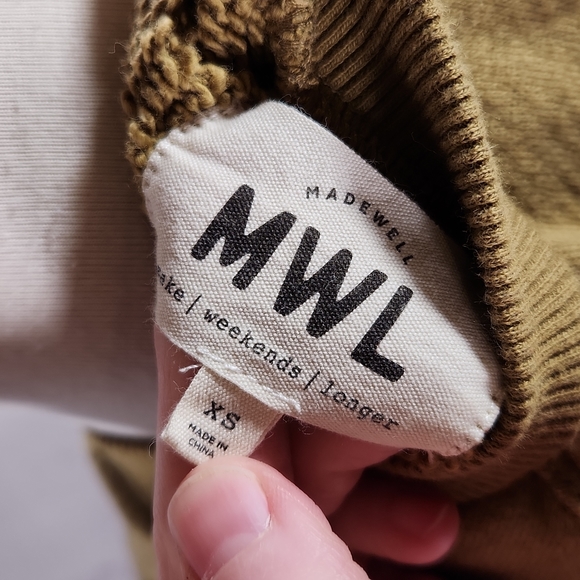 MADEWELL
MWL
| weekends | longer
XS
MADE IN
CHINA